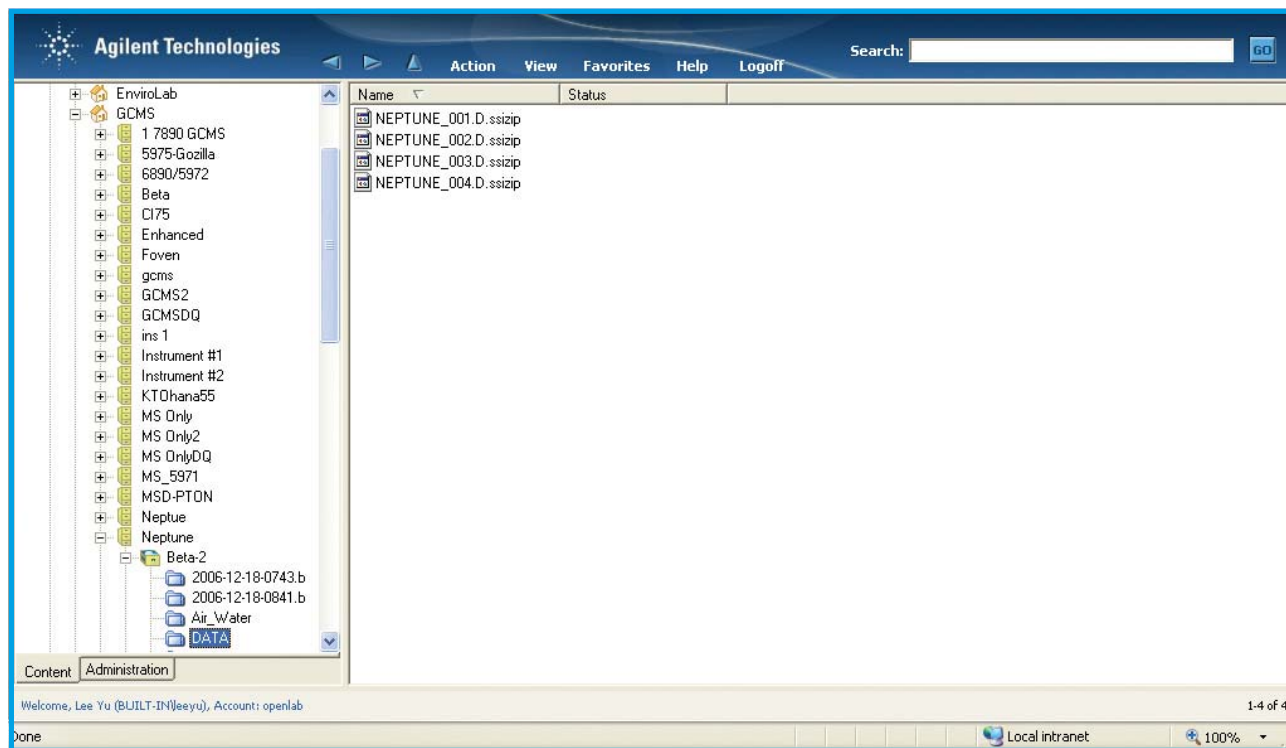 Agilent Technologies
Action View Favorites Help Logoff
Search: GO
EnviroLab
GCMS
1 7890 GCMS
5975-Gozilla
6890/5972
Beta
CI75
Enhanced
Foven
gcms
GCMS2
GCMSDQ
ins 1
Instrument #1
Instrument #2
KTOhana55
MS Only
MS Only2
MS OnlyDQ
MS_5971
MSD-PTON
Neptue
Neptune
Beta-2
2006-12-18-0743.b
2006-12-18-0841.b
Air_Water
DATA
Content Administration
Name Status
NEPTUNE_001.D.ssizip
NEPTUNE_002.D.ssizip
NEPTUNE_003.D.ssizip
NEPTUNE_004.D.ssizip
Welcome, Lee Yu (BUILT-IN\leeyu), Account: openlab
1-4 of 4
Done
Local intranet
100%